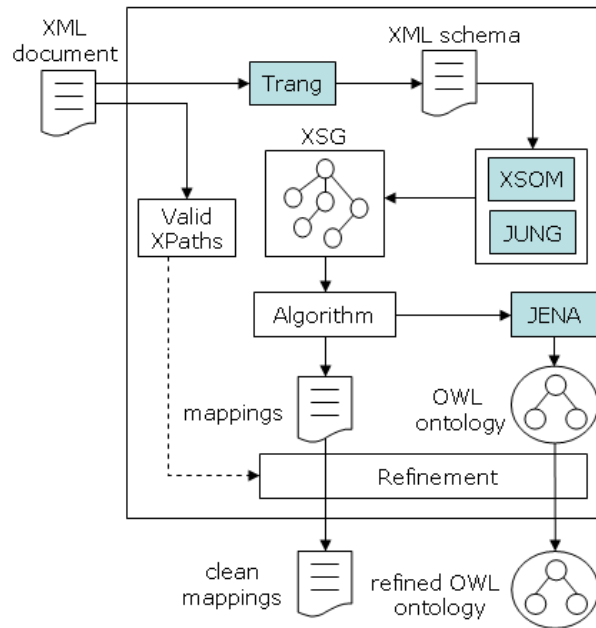 XML
document
XML schema
Trang
XSG
XSOM
JUNG
Valid
XPaths
Algorithm
JENA
mappings
OWL
ontology
Refinement
clean
mappings
refined OWL
ontology